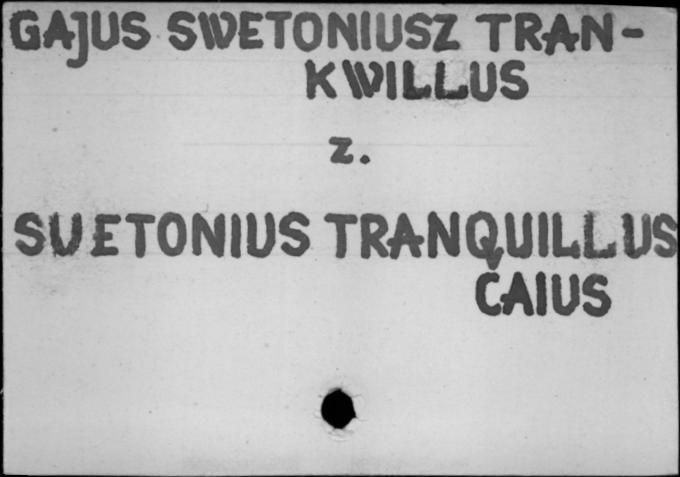 GAJUS SWETONIUSZ TRAN-
KWILLUS
z.
SUETONIUS TRANQUILLUS
CAIUS